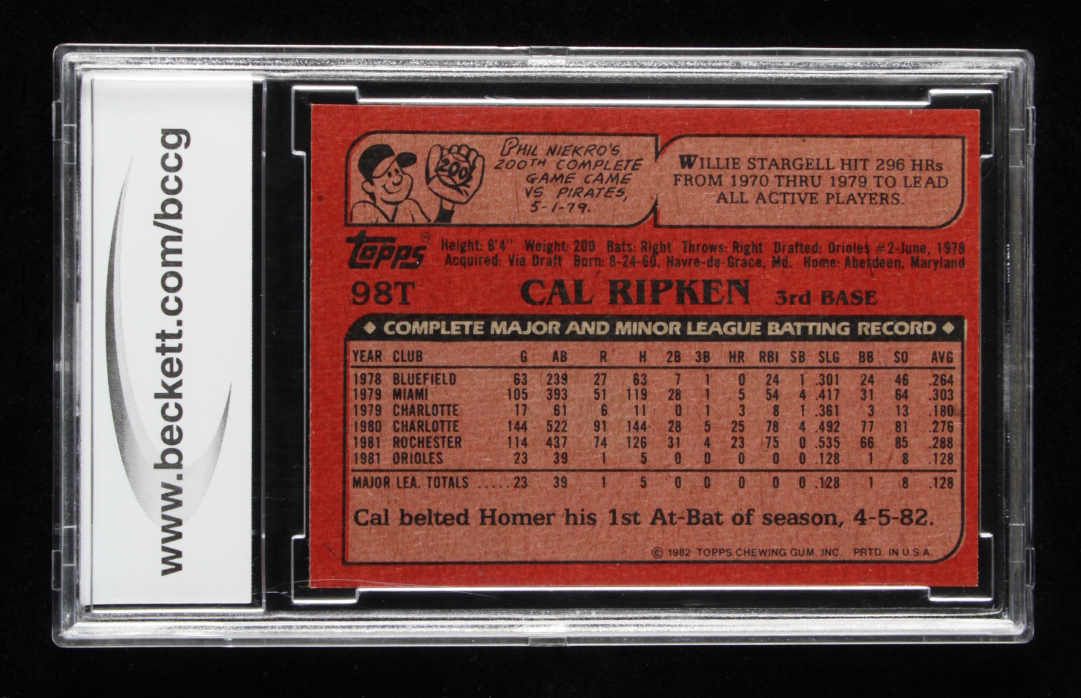 www.beckett.com/bccg
200
PHIL NIEKRO'S
200TH COMPLETE
GAME CAME
VS. PIRATES,
5-1-79.
WILLIE STARGELL HIT 296 HRs
FROM 1970 THRU 1979 TO LEAD
ALL ACTIVE PLAYERS.
Topps® Height: 6'4" Weight: 200 Bats: Right Throws: Right Drafted: Orioles #2-June, 1978
Acquired: Via Draft Born: 8-24-60, Havre-de-Grace, Md. Home: Aberdeen, Maryland
98T CAL RIPKEN 3rd BASE
◆ COMPLETE MAJOR AND MINOR LEAGUE BATTING RECORD ◆
YEAR CLUB G AB R H 2B 3B HR RBI SB SLG BB SO AVG
1978 BLUEFIELD 63 239 27 63 7 1 0 24 1 .301 24 46 .264
1979 MIAMI 105 393 51 119 28 1 5 54 4 .417 31 64 .303
1979 CHARLOTTE 17 61 6 11 0 1 3 8 1 .361 3 13 .180
1980 CHARLOTTE 144 522 91 144 28 5 25 78 4 .492 77 81 .276
1981 ROCHESTER 114 437 74 126 31 4 23 75 0 .535 66 85 .288
1981 ORIOLES 23 39 1 5 0 0 0 0 0 .128 1 8 .128
MAJOR LEA. TOTALS .....23 39 1 5 0 0 0 0 0 .128 1 8 .128
Cal belted Homer his 1st At-Bat of season, 4-5-82.
© 1982 TOPPS CHEWING GUM, INC. PRTD. IN U.S.A.